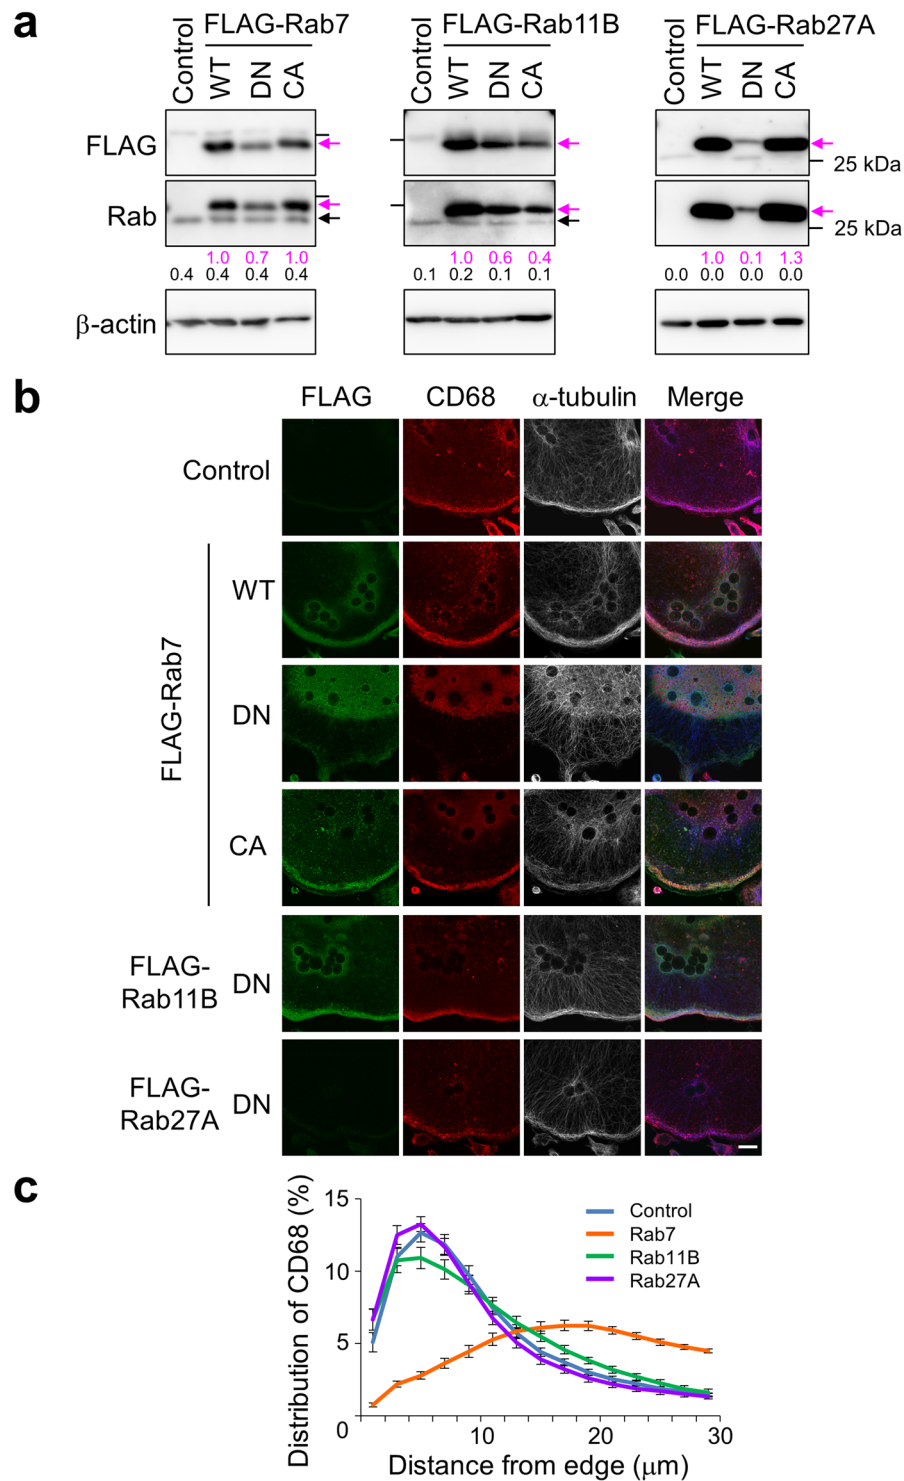 a
FLAG-Rab7
FLAG-Rab11B
FLAG-Rab27A
Control
WT
DN
CA
Control
WT
DN
CA
Control
WT
DN
CA
FLAG
25 kDa
Rab
25 kDa
1.0 0.7 1.0
0.4 0.4 0.4 0.4
1.0 0.6 0.4
0.1 0.2 0.1 0.1
1.0 0.1 1.3
0.0 0.0 0.0 0.0
β-actin
b
FLAG CD68 α-tubulin Merge
Control
FLAG-Rab7
WT
DN
CA
FLAG-
Rab11B
DN
FLAG-
Rab27A
DN
c
Distribution of CD68 (%)
15
10
5
0
Control
Rab7
Rab11B
Rab27A
10 20 30
Distance from edge (μm)